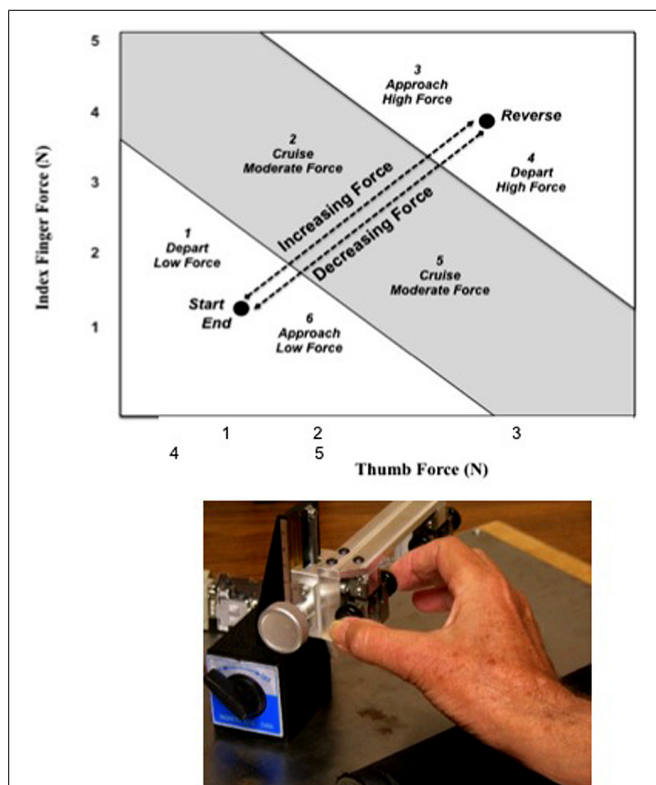 5
4
3
2
1
Index Finger Force (N)
3
Approach
High Force
Reverse
2
Cruise
Moderate Force
4
Depart
High Force
Increasing Force
Decreasing Force
1
Depart
Low Force
5
Cruise
Moderate Force
Start
End
6
Approach
Low Force
1 2 3
4 5
Thumb Force (N)